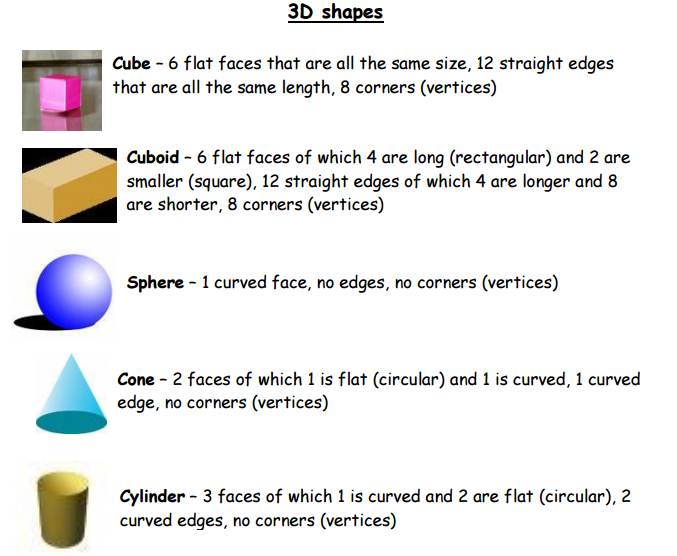 3D shapes
Cube – 6 flat faces that are all the same size, 12 straight edges
that are all the same length, 8 corners (vertices)
Cuboid – 6 flat faces of which 4 are long (rectangular) and 2 are
smaller (square), 12 straight edges of which 4 are longer and 8
are shorter, 8 corners (vertices)
Sphere – 1 curved face, no edges, no corners (vertices)
Cone – 2 faces of which 1 is flat (circular) and 1 is curved, 1 curved
edge, no corners (vertices)
Cylinder – 3 faces of which 1 is curved and 2 are flat (circular), 2
curved edges, no corners (vertices)